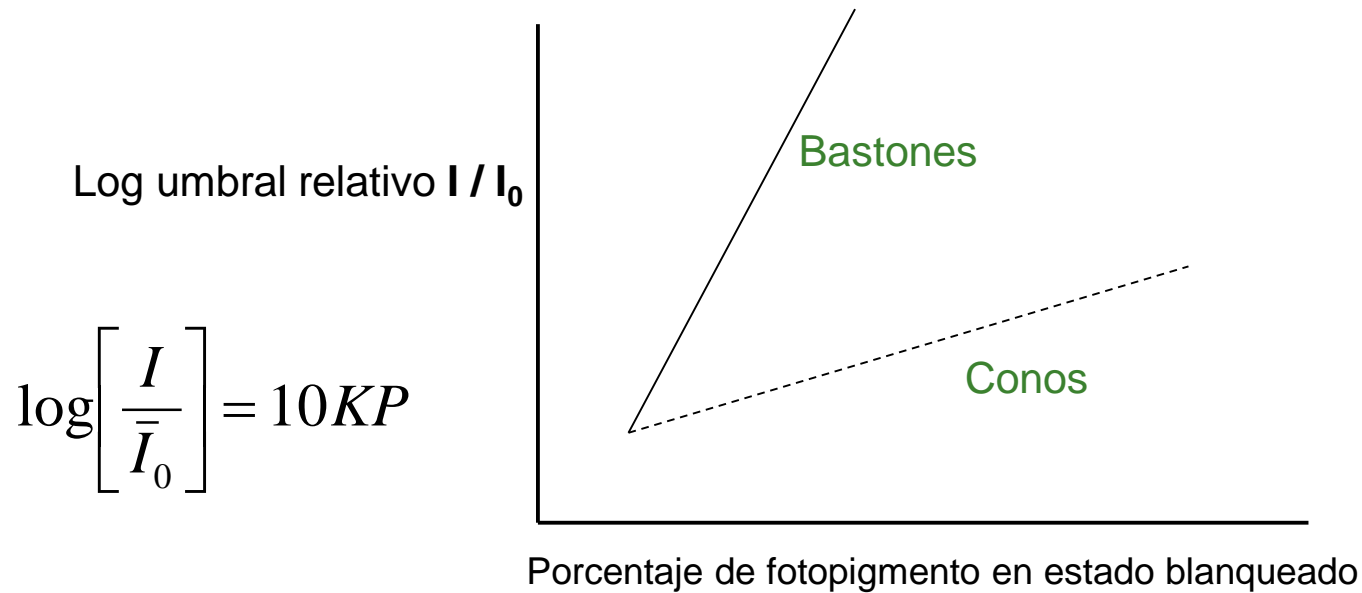 Bastones
Log umbral relativo I / I₀
log[I / Ī₀] = 10KP
Conos
Porcentaje de fotopigmento en estado blanqueado